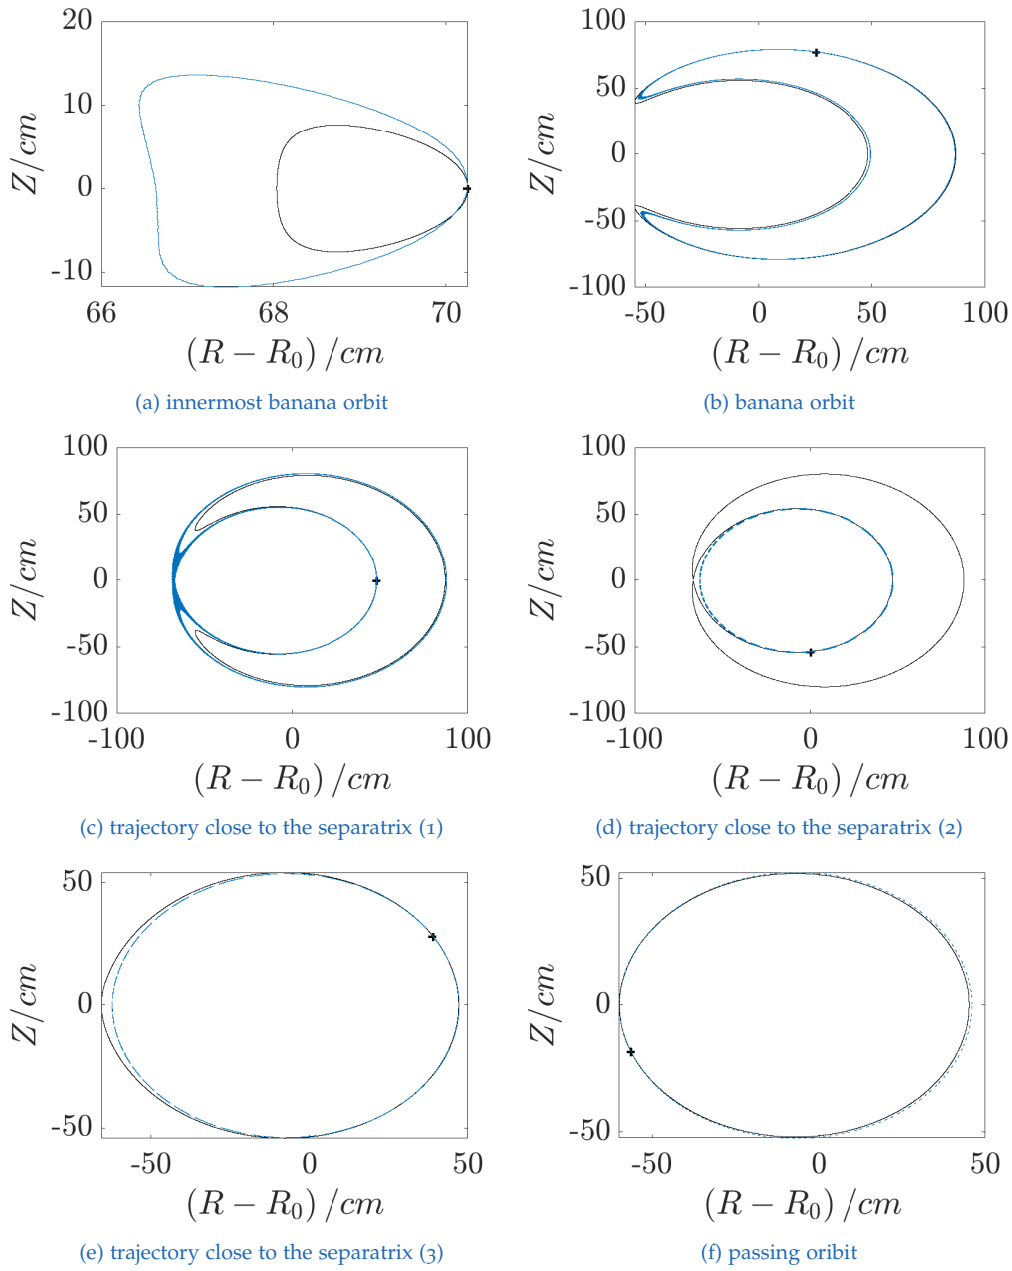 20
10
0
-10
66
68
70
Z/cm
(R − R₀) /cm
(a) innermost banana orbit
100
50
0
-50
-100
-50
0
50
100
Z/cm
(R − R₀) /cm
(b) banana orbit
100
50
0
-50
-100
-100
0
100
Z/cm
(R − R₀) /cm
(c) trajectory close to the separatrix (1)
100
50
0
-50
-100
-100
0
100
Z/cm
(R − R₀) /cm
(d) trajectory close to the separatrix (2)
50
0
-50
-50
0
50
Z/cm
(R − R₀) /cm
(e) trajectory close to the separatrix (3)
50
0
-50
-50
0
50
Z/cm
(R − R₀) /cm
(f) passing oribit